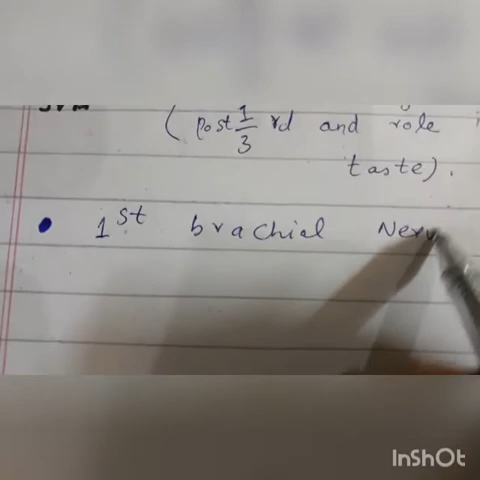 (post 1/3 rd and role
taste).
• 1st brachial Nerv
InShOt